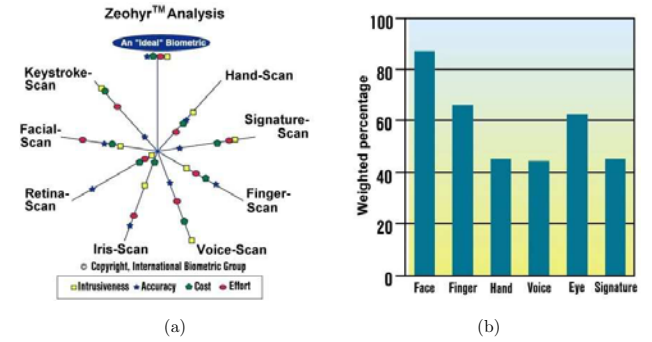 Zeohyr™ Analysis
An "Ideal" Biometric
Keystroke-
Scan
Hand-Scan
Facial-
Scan
Signature-
Scan
Retina-
Scan
Finger-
Scan
Iris-Scan
Voice-Scan
© Copyright, International Biometric Group
Intrusiveness Accuracy Cost Effort
(a)
Weighted percentage
100
80
60
40
20
0
Face Finger Hand Voice Eye Signature
(b)